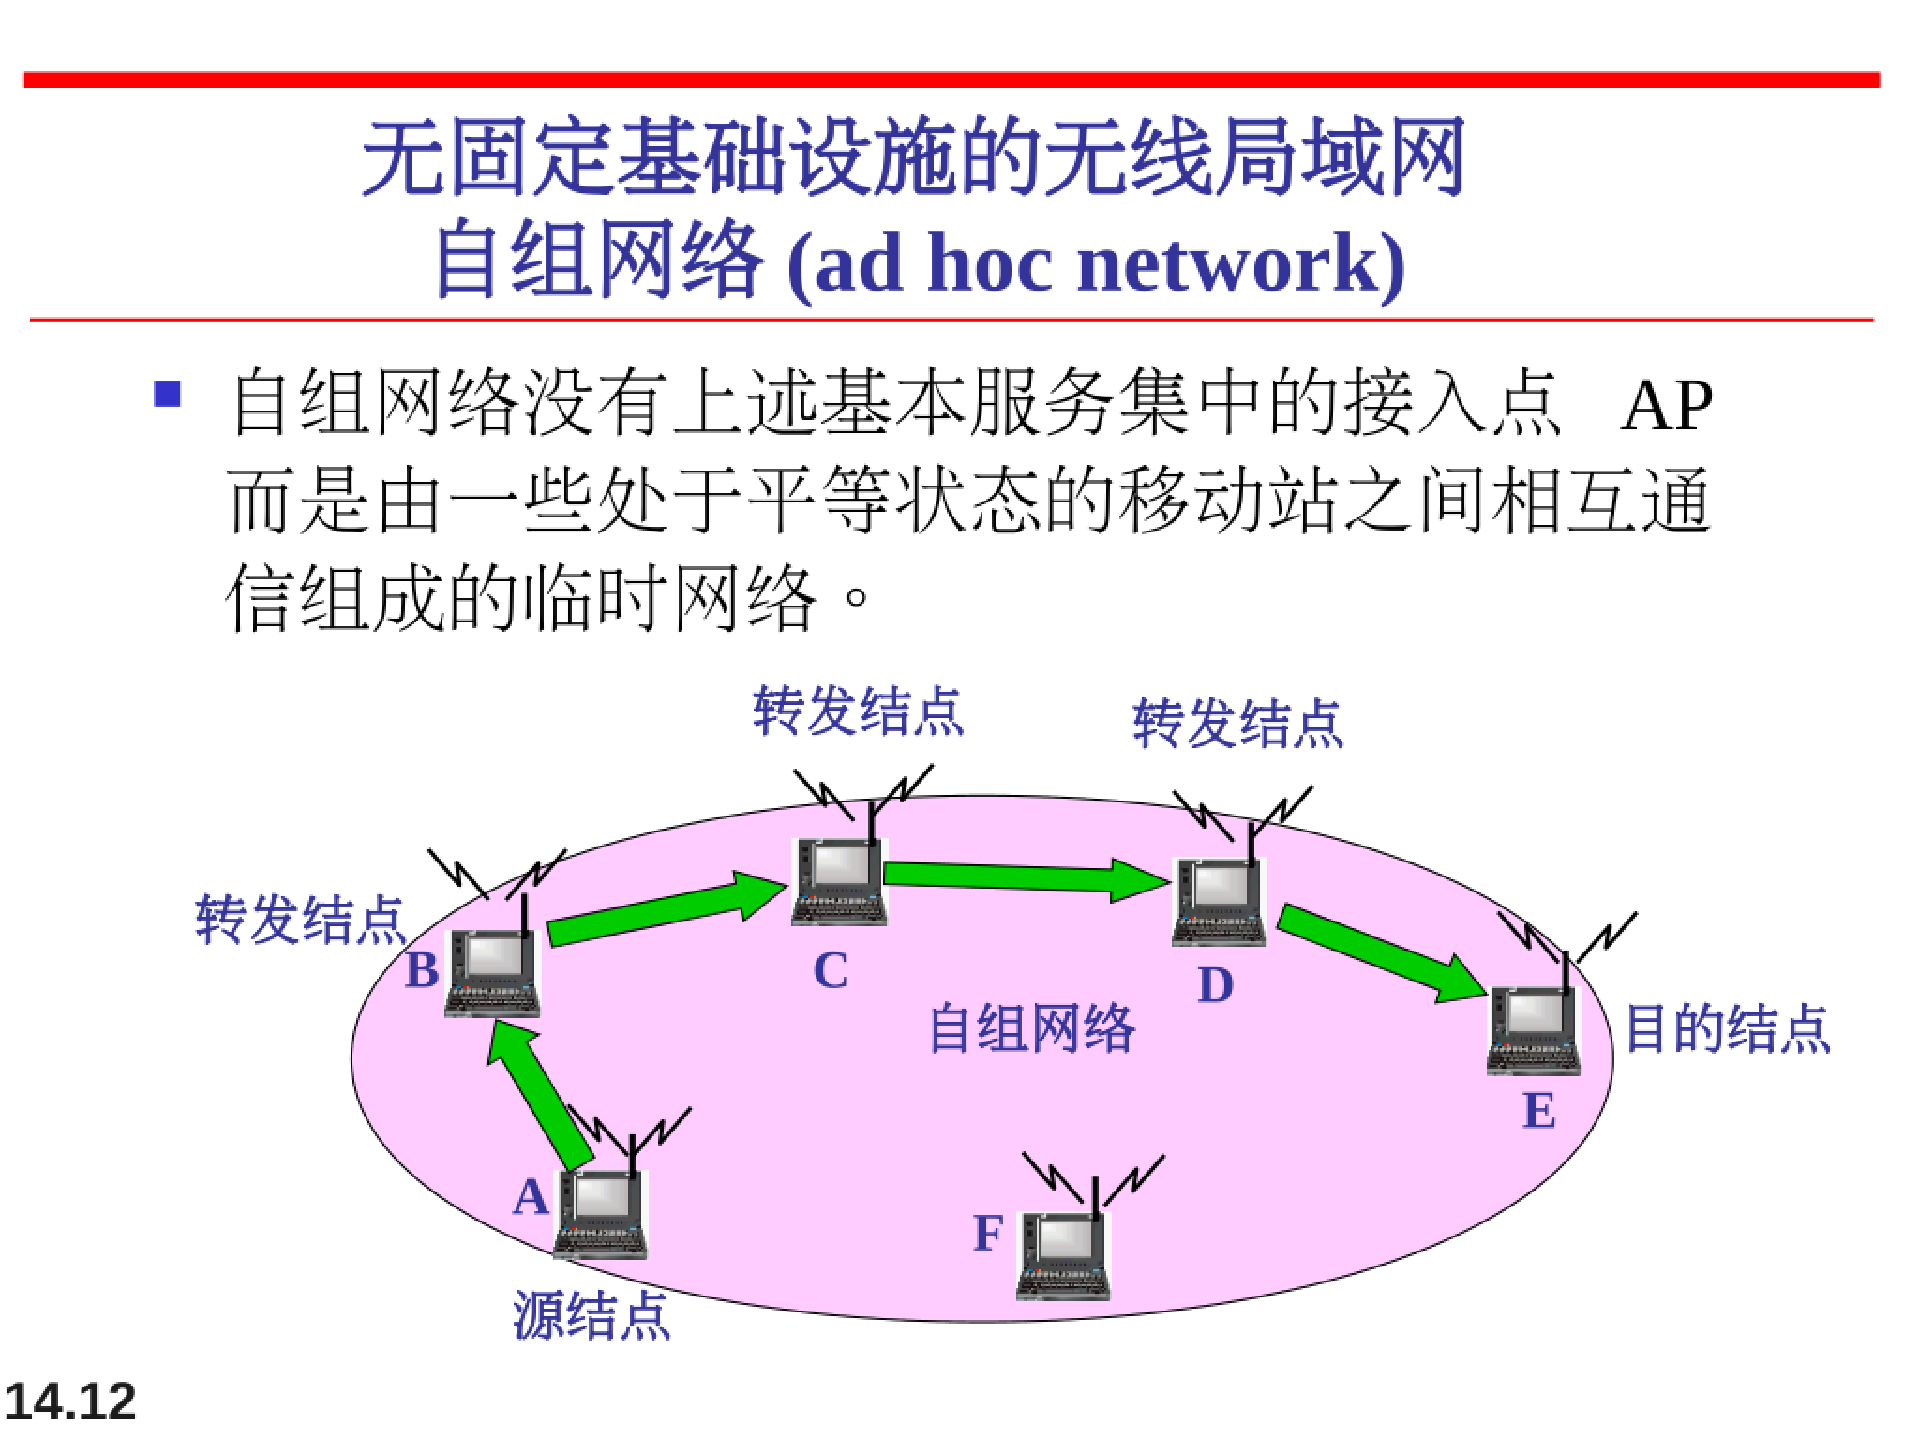 无固定基础设施的无线局域网
自组网络 (ad hoc network)
自组网络没有上述基本服务集中的接入点 AP
而是由一些处于平等状态的移动站之间相互通
信组成的临时网络。
转发结点
转发结点
转发结点
B
C
D
自组网络
目的结点
E
A
F
源结点
14.12